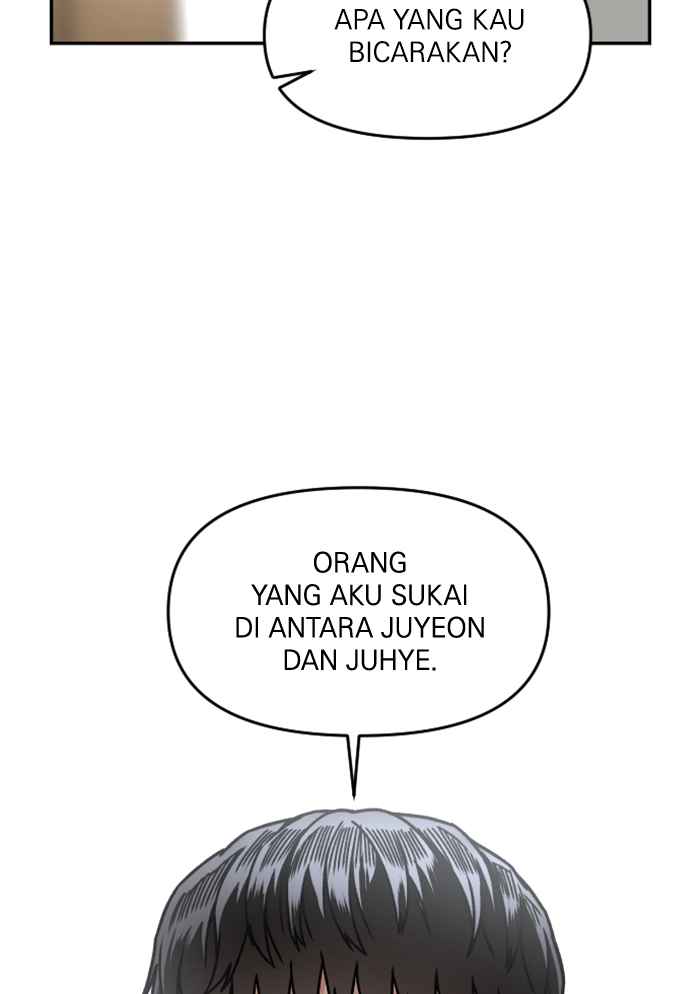 APA YANG KAU
BICARAKAN?
ORANG
YANG AKU SUKAI
DI ANTARA JUYEON
DAN JUHYE.